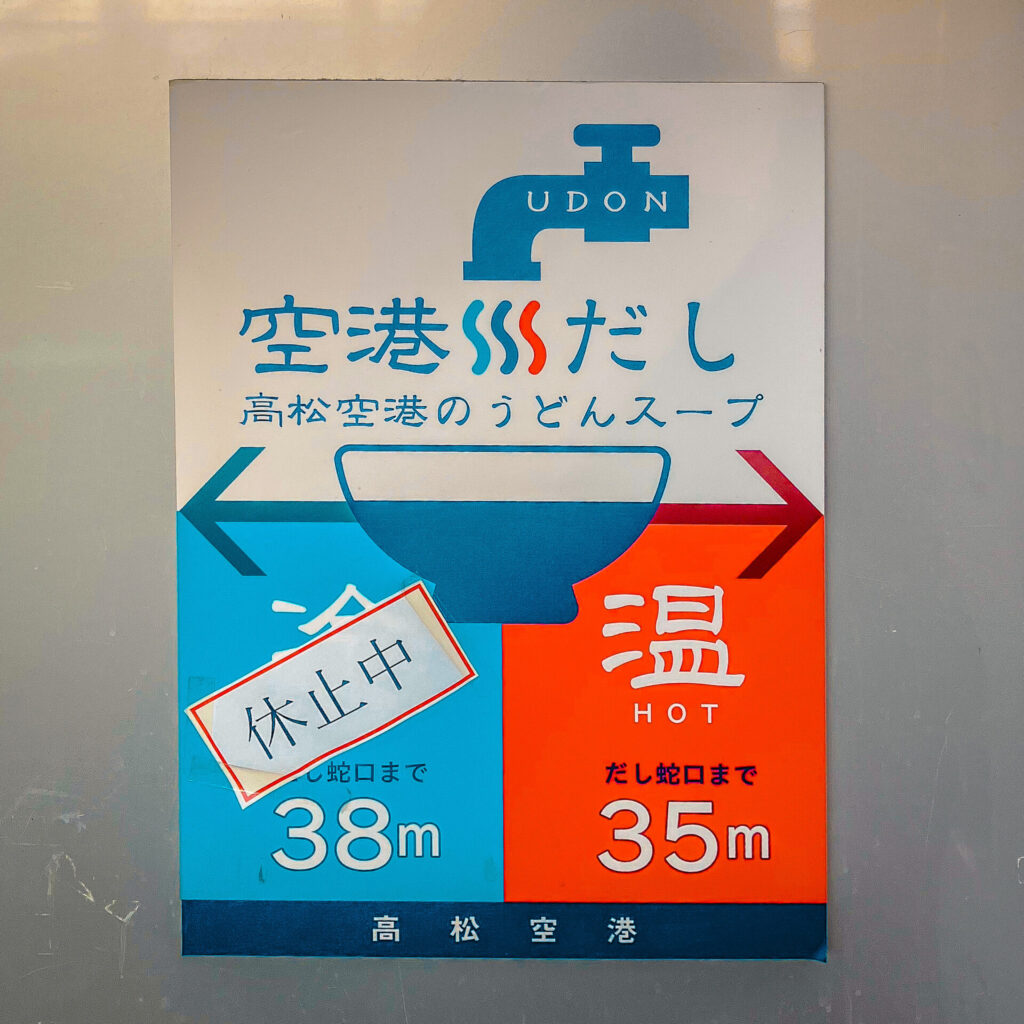 UDON
空港だし
高松空港のうどんスープ
休止中
温
HOT
し蛇口まで
38m
だし蛇口まで
35m
高松空港